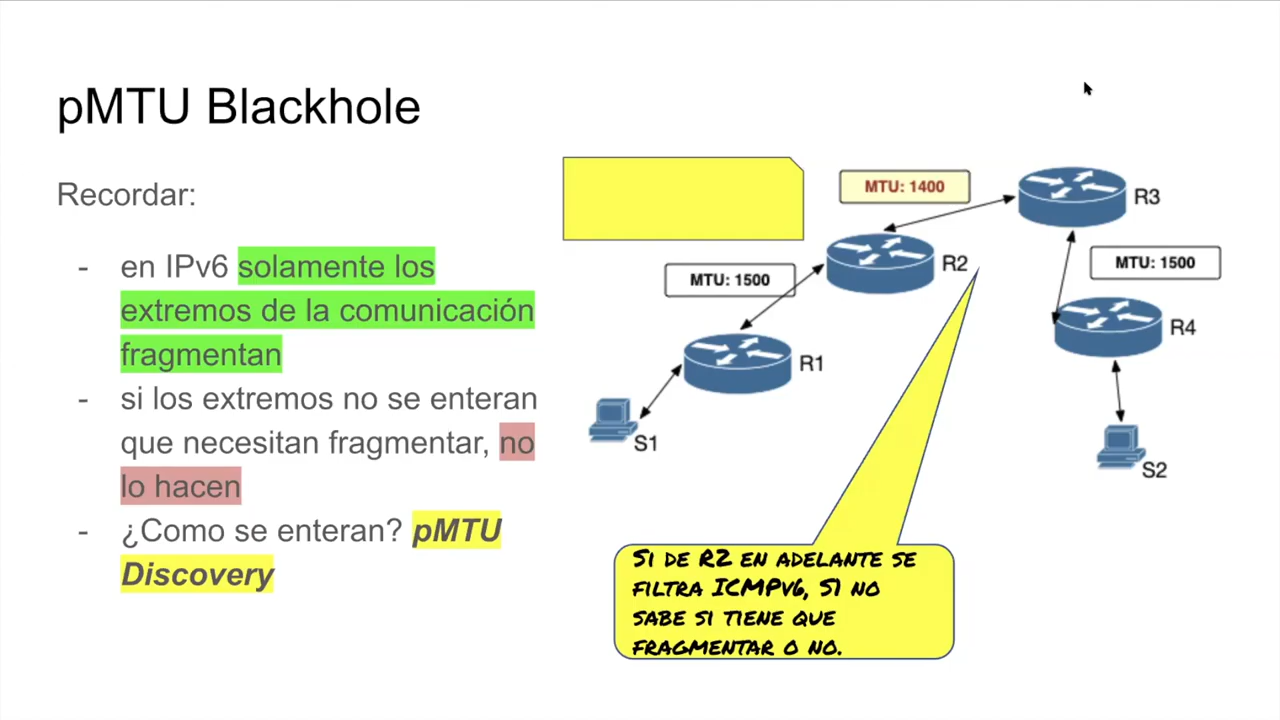 pMTU Blackhole
Recordar:
- en IPv6 solamente los
extremos de la comunicación
fragmentan
- si los extremos no se enteran
que necesitan fragmentar, no
lo hacen
- ¿Como se enteran? pMTU
Discovery
MTU: 1400
R3
R2
MTU: 1500
MTU: 1500
R4
R1
S1
S2
SI DE R2 EN ADELANTE SE
FILTRA ICMPV6, S1 NO
SABE SI TIENE QUE
FRAGMENTAR O NO.